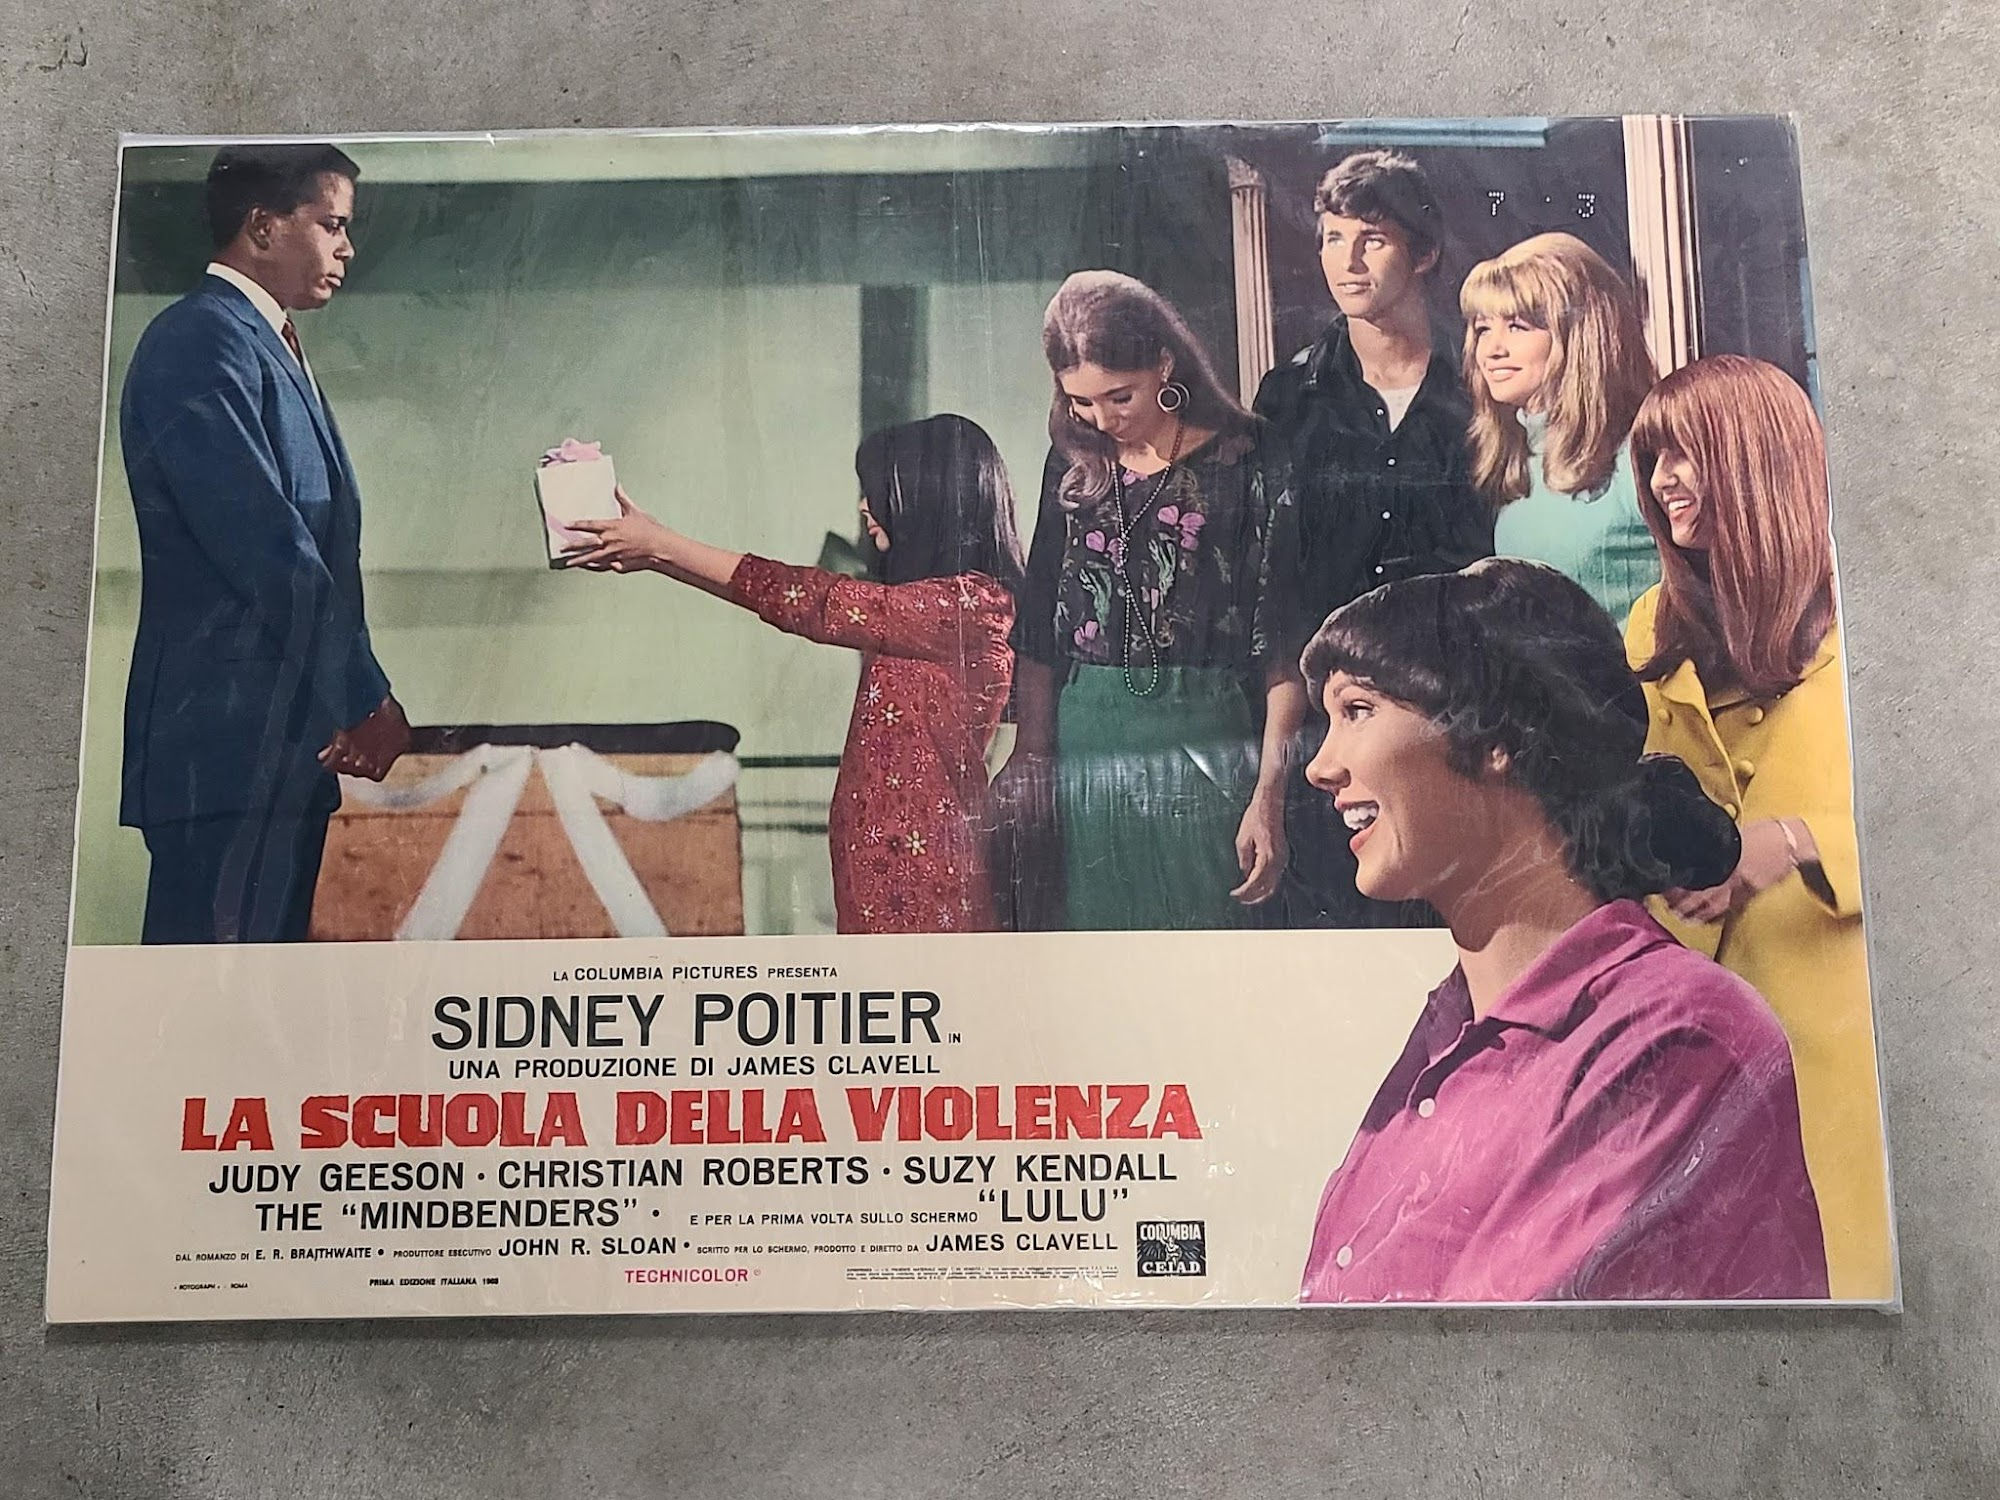 7 · 3
LA COLUMBIA PICTURES PRESENTA
SIDNEY POITIER IN
UNA PRODUZIONE DI JAMES CLAVELL
LA SCUOLA DELLA VIOLENZA
JUDY GEESON · CHRISTIAN ROBERTS · SUZY KENDALL
THE “MINDBENDERS” · E PER LA PRIMA VOLTA SULLO SCHERMO “LULU”
DAL ROMANZO DI E. R. BRAITHWAITE • PRODUTTORE ESECUTIVO JOHN R. SLOAN • SCRITTO PER LO SCHERMO, PRODOTTO E DIRETTO DA JAMES CLAVELL
COLUMBIA
CEIAD
• ROTOGRAPH • - ROMA
PRIMA EDIZIONE ITALIANA 1968
TECHNICOLOR ®